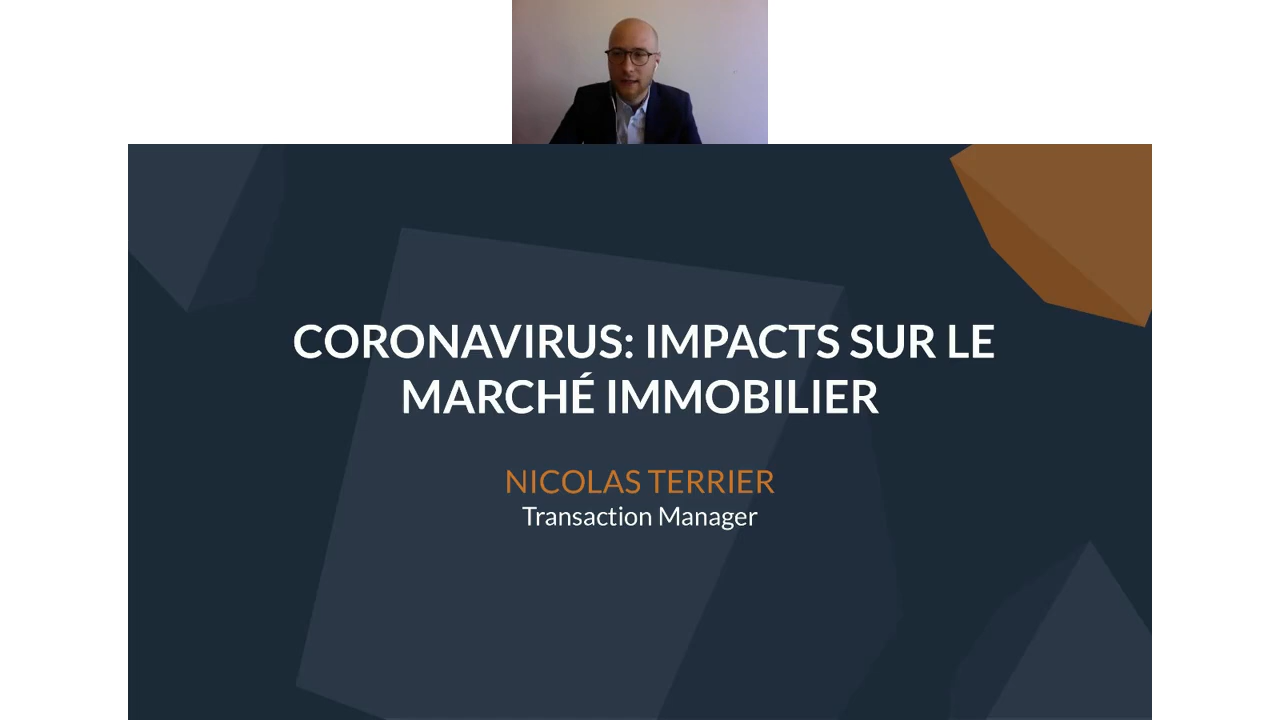 CORONAVIRUS: IMPACTS SUR LE
MARCHÉ IMMOBILIER
NICOLAS TERRIER
Transaction Manager